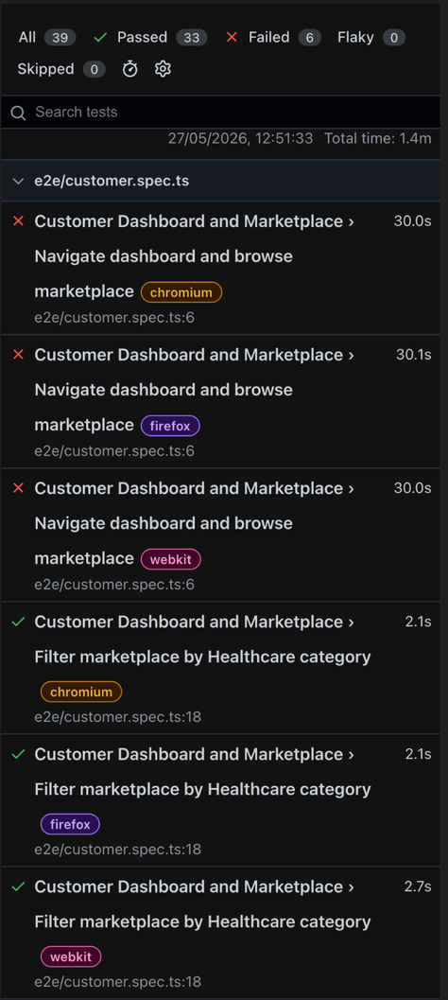 All 39 Passed 33 Failed 6 Flaky 0
Skipped 0
Search tests
27/05/2026, 12:51:33 Total time: 1.4m
e2e/customer.spec.ts
Customer Dashboard and Marketplace › 30.0s
Navigate dashboard and browse
marketplace chromium
e2e/customer.spec.ts:6
Customer Dashboard and Marketplace › 30.1s
Navigate dashboard and browse
marketplace firefox
e2e/customer.spec.ts:6
Customer Dashboard and Marketplace › 30.0s
Navigate dashboard and browse
marketplace webkit
e2e/customer.spec.ts:6
Customer Dashboard and Marketplace › 2.1s
Filter marketplace by Healthcare category
chromium
e2e/customer.spec.ts:18
Customer Dashboard and Marketplace › 2.1s
Filter marketplace by Healthcare category
firefox
e2e/customer.spec.ts:18
Customer Dashboard and Marketplace › 2.7s
Filter marketplace by Healthcare category
webkit
e2e/customer.spec.ts:18